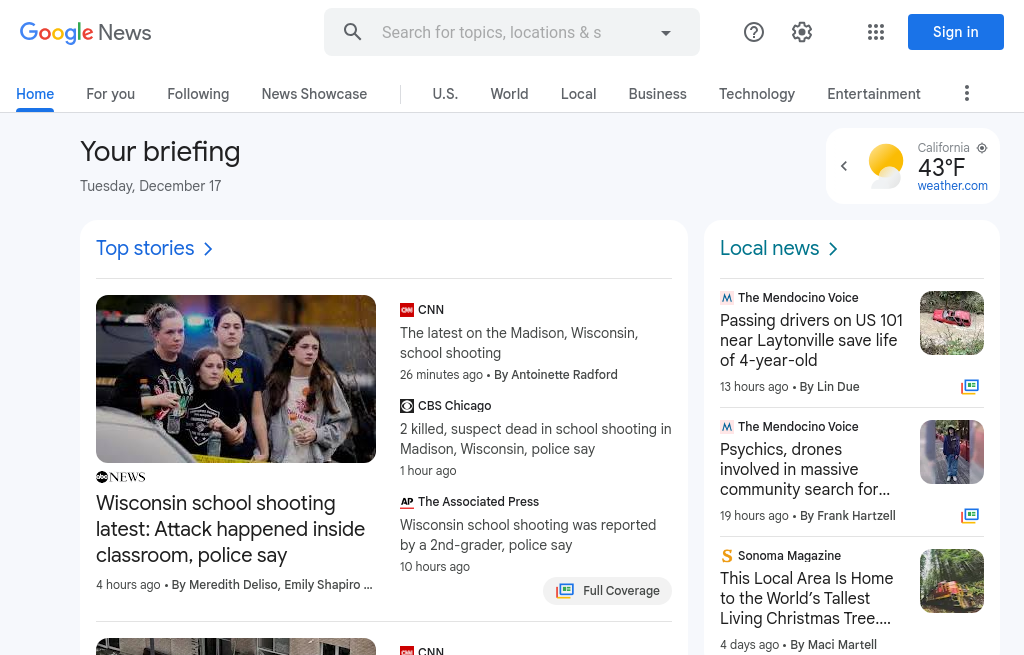 Google News
Search for topics, locations & s
Sign in
Home
For you
Following
News Showcase
U.S.
World
Local
Business
Technology
Entertainment
Your briefing
Tuesday, December 17
California
43°F
weather.com
Top stories
abc NEWS
Wisconsin school shooting
latest: Attack happened inside
classroom, police say
4 hours ago • By Meredith Deliso, Emily Shapiro ...
CNN
The latest on the Madison, Wisconsin,
school shooting
26 minutes ago • By Antoinette Radford
CBS Chicago
2 killed, suspect dead in school shooting in
Madison, Wisconsin, police say
1 hour ago
AP The Associated Press
Wisconsin school shooting was reported
by a 2nd-grader, police say
10 hours ago
Full Coverage
CNN
Local news
The Mendocino Voice
Passing drivers on US 101
near Laytonville save life
of 4-year-old
13 hours ago • By Lin Due
The Mendocino Voice
Psychics, drones
involved in massive
community search for...
19 hours ago • By Frank Hartzell
S Sonoma Magazine
This Local Area Is Home
to the World's Tallest
Living Christmas Tree....
4 days ago • By Maci Martell